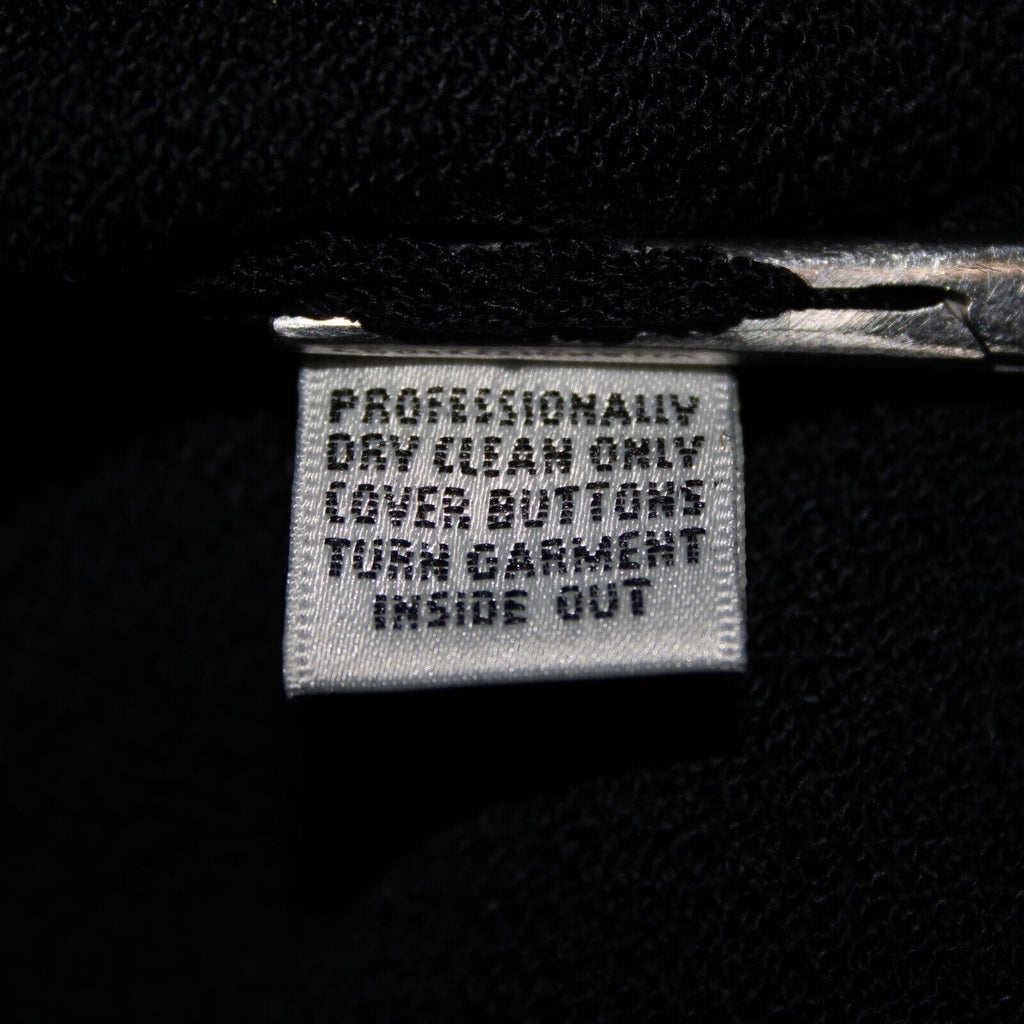 PROFESSIONALLY
DRY CLEAN ONLY
COVER BUTTONS
TURN GARMENT
INSIDE OUT